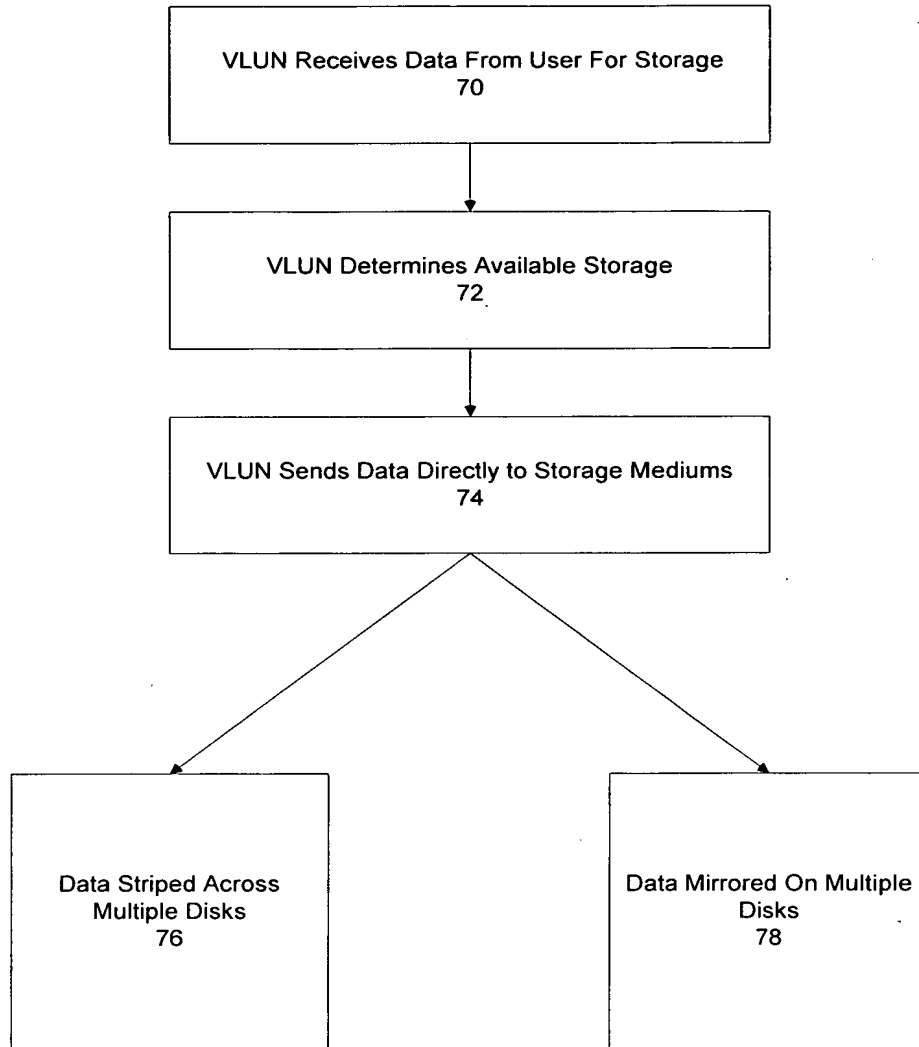 VLUN Receives Data From User For Storage
70
VLUN Determines Available Storage
72
VLUN Sends Data Directly to Storage Mediums
74
Data Striped Across
Multiple Disks
76
Data Mirrored On Multiple
Disks
78